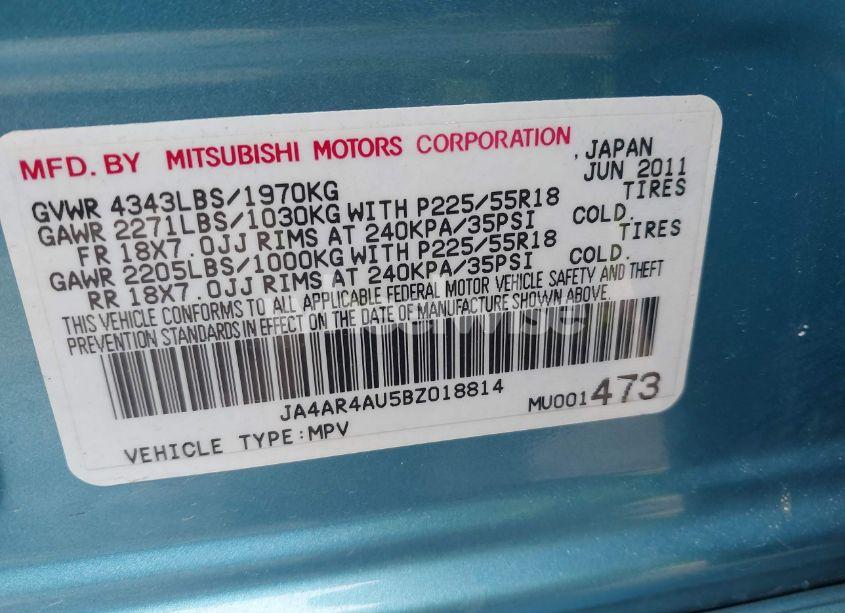 MFD. BY MITSUBISHI MOTORS CORPORATION , JAPAN
GVWR 4343LBS/1970KG JUN 2011
GAWR 2271LBS/1030KG WITH P225/55R18 TIRES
FR 18X7.0JJ RIMS AT 240KPA/35PSI COLD.
GAWR 2205LBS/1000KG WITH P225/55R18 TIRES
RR 18X7.0JJ RIMS AT 240KPA/35PSI COLD.
THIS VEHICLE CONFORMS TO ALL APPLICABLE FEDERAL MOTOR VEHICLE SAFETY AND THEFT
PREVENTION STANDARDS IN EFFECT ON THE DATE OF MANUFACTURE SHOWN ABOVE.
JA4AR4AU5BZ018814 MU001473
VEHICLE TYPE:MPV